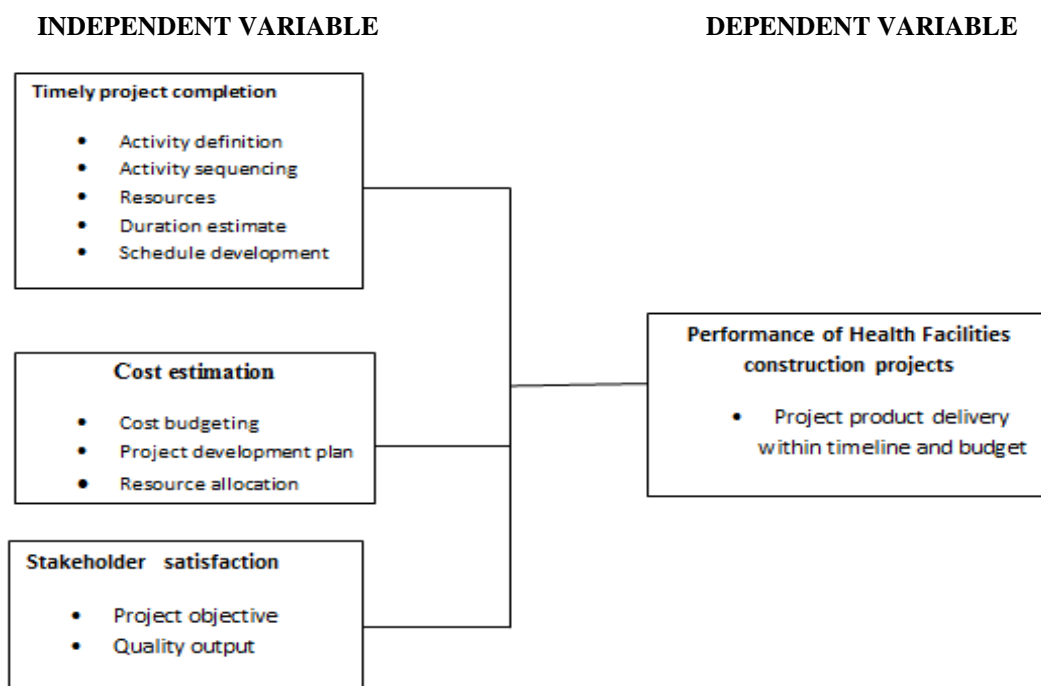 INDEPENDENT VARIABLE
DEPENDENT VARIABLE
Timely project completion
• Activity definition
• Activity sequencing
• Resources
• Duration estimate
• Schedule development
Cost estimation
• Cost budgeting
• Project development plan
• Resource allocation
Stakeholder satisfaction
• Project objective
• Quality output
Performance of Health Facilities
construction projects
• Project product delivery
within timeline and budget